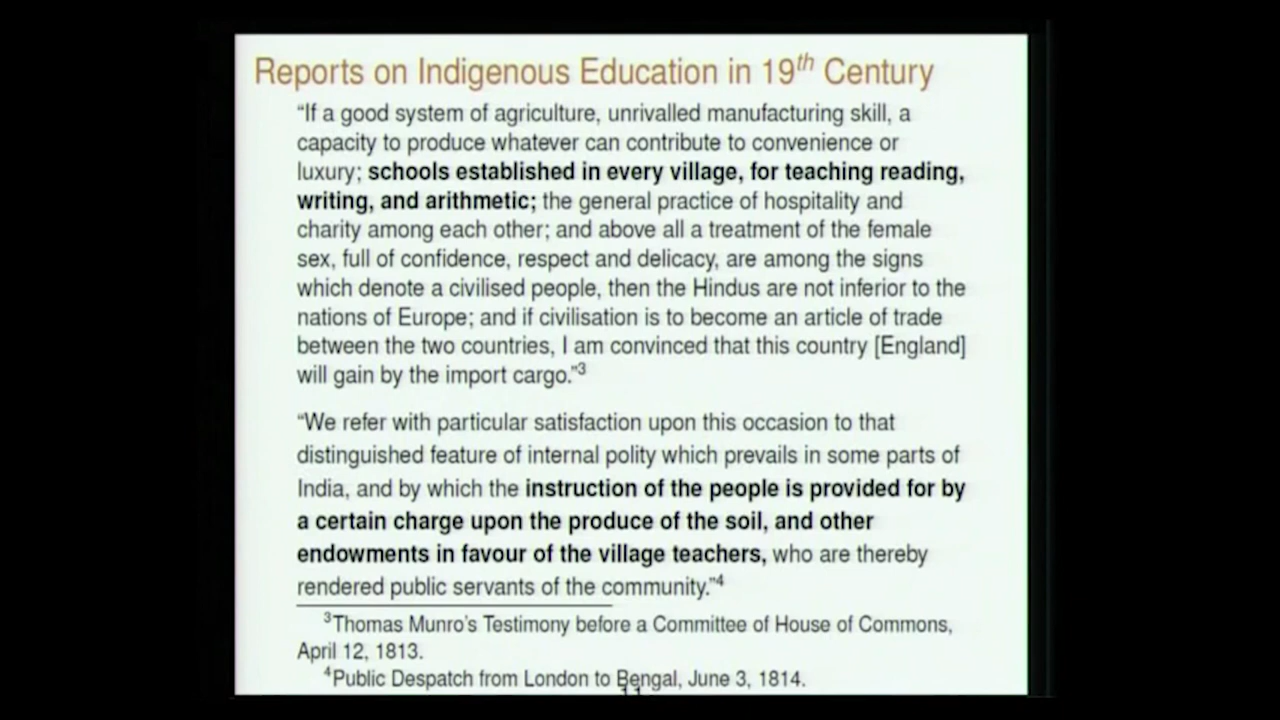 Reports on Indigenous Education in 19th Century
“If a good system of agriculture, unrivalled manufacturing skill, a
capacity to produce whatever can contribute to convenience or
luxury; schools established in every village, for teaching reading,
writing, and arithmetic; the general practice of hospitality and
charity among each other; and above all a treatment of the female
sex, full of confidence, respect and delicacy, are among the signs
which denote a civilised people, then the Hindus are not inferior to the
nations of Europe; and if civilisation is to become an article of trade
between the two countries, I am convinced that this country [England]
will gain by the import cargo.”3
“We refer with particular satisfaction upon this occasion to that
distinguished feature of internal polity which prevails in some parts of
India, and by which the instruction of the people is provided for by
a certain charge upon the produce of the soil, and other
endowments in favour of the village teachers, who are thereby
rendered public servants of the community.”4
3Thomas Munro's Testimony before a Committee of House of Commons,
April 12, 1813.
4Public Despatch from London to Bengal, June 3, 1814.